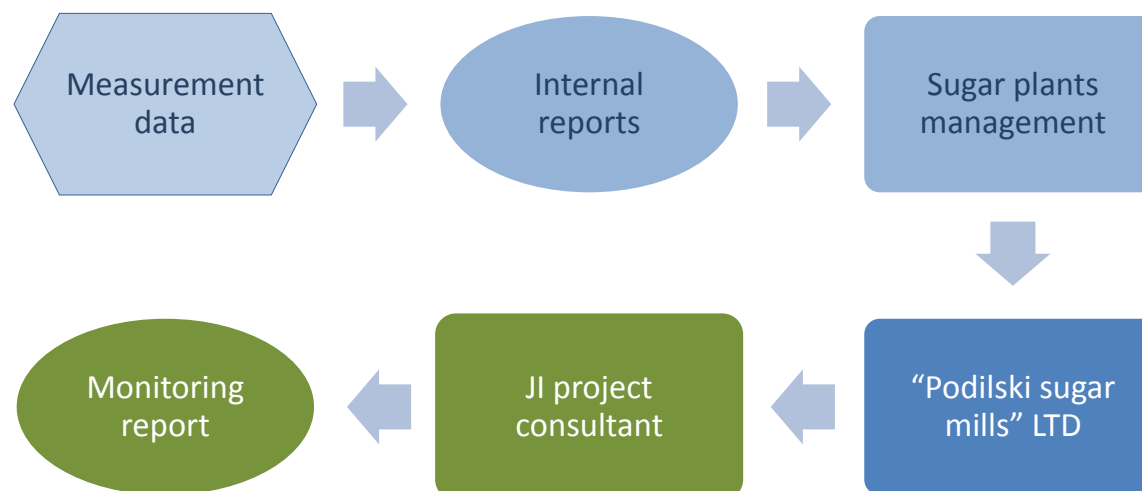 Measurement
data
Internal
reports
Sugar plants
management
“Podilski sugar
mills” LTD
JI project
consultant
Monitoring
report